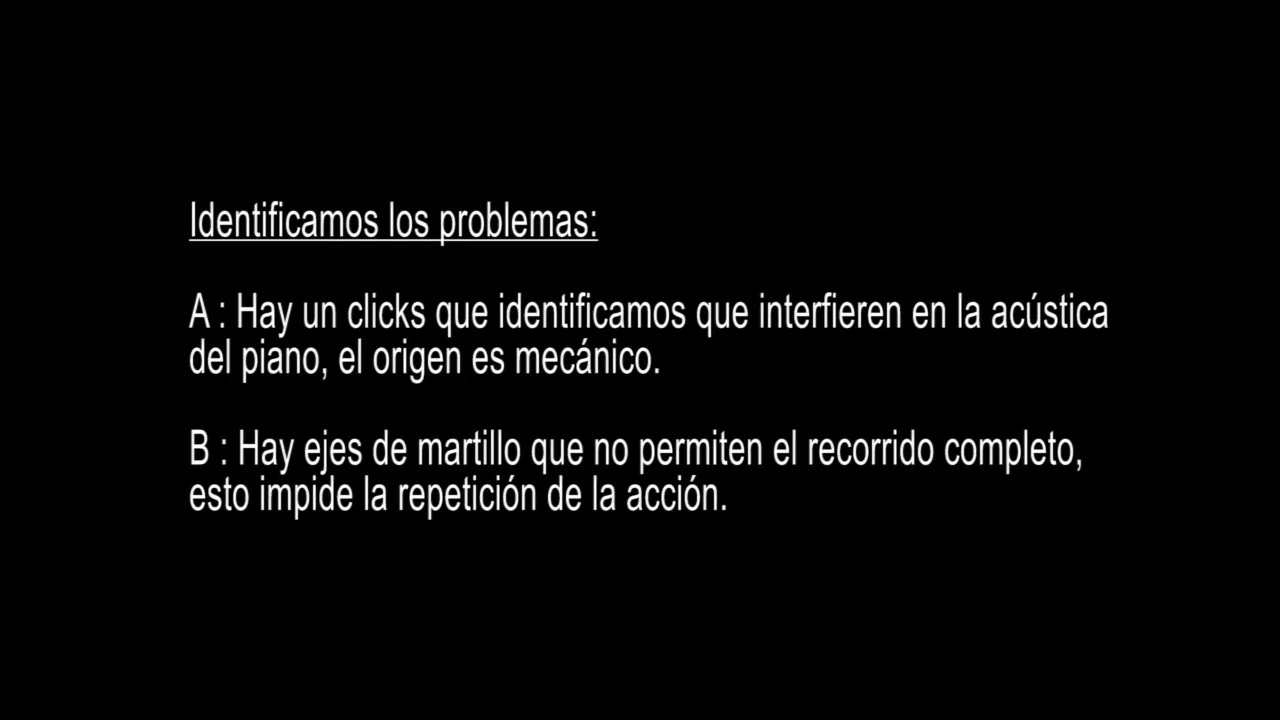 Identificamos los problemas:
A : Hay un clicks que identificamos que interfieren en la acústica
del piano, el origen es mecánico.
B : Hay ejes de martillo que no permiten el recorrido completo,
esto impide la repetición de la acción.